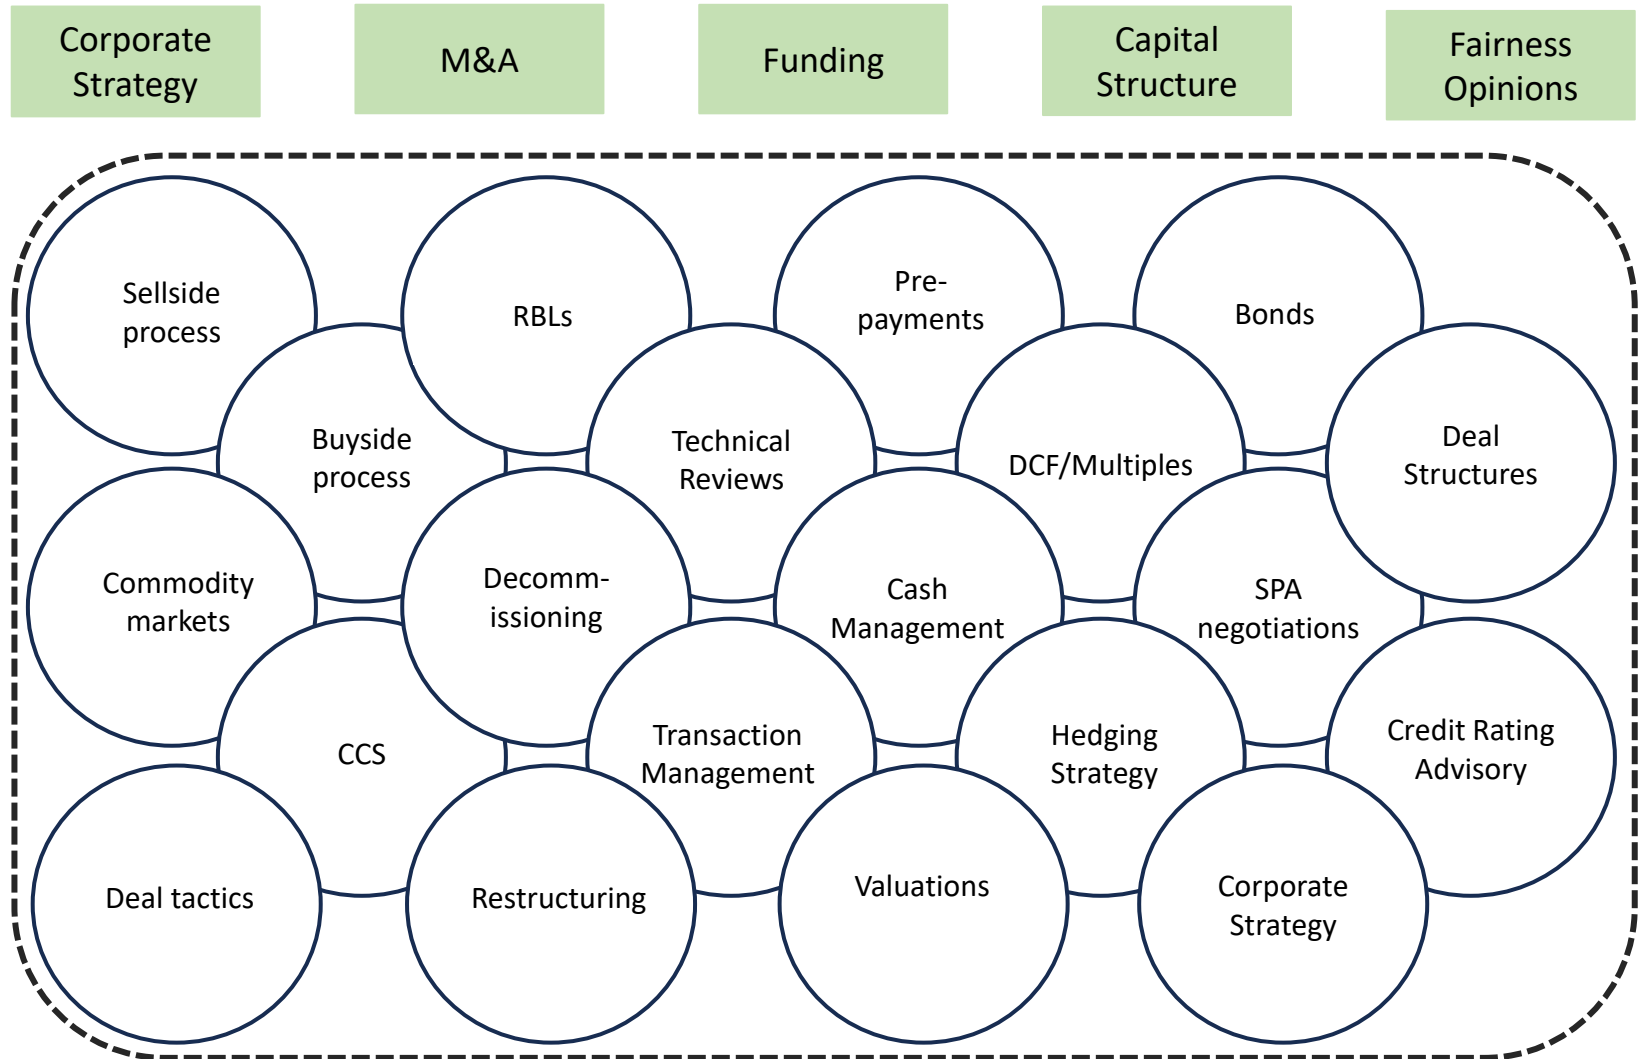 Corporate
Strategy
M&A
Funding
Capital
Structure
Fairness
Opinions
Sellside
process
RBLs
Pre-
payments
Bonds
Buyside
process
Technical
Reviews
DCF/Multiples
Deal
Structures
Commodity
markets
Decomm-
issioning
Cash
Management
SPA
negotiations
CCS
Transaction
Management
Hedging
Strategy
Credit Rating
Advisory
Deal tactics
Restructuring
Valuations
Corporate
Strategy